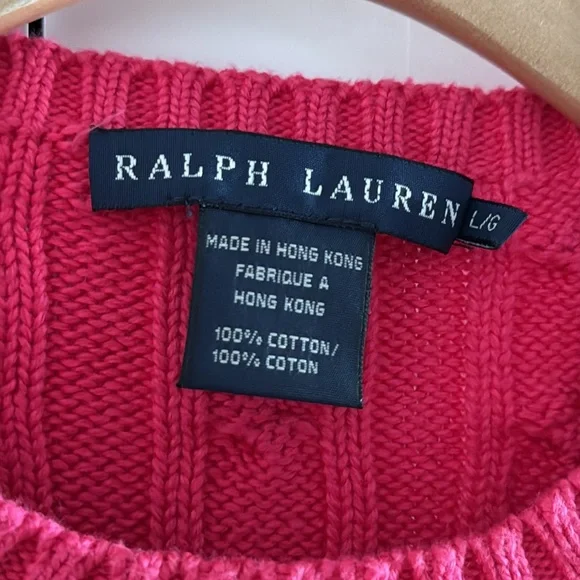 RALPH LAUREN
L/G
MADE IN HONG KONG
FABRIQUE A
HONG KONG
100% COTTON/
100% COTON